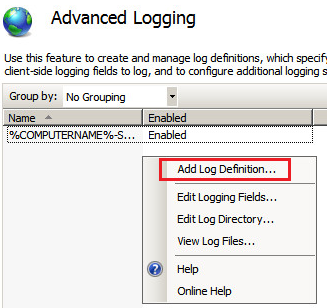 Advanced Logging
Use this feature to create and manage log definitions, which specify
client-side logging fields to log, and to configure additional logging s
Group by: No Grouping
Name Enabled
%COMPUTERNAME%-S... Enabled
Add Log Definition...
Edit Logging Fields...
Edit Log Directory...
View Log Files...
Help
Online Help